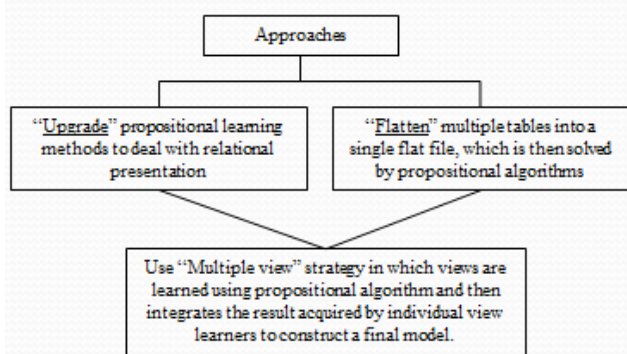 Approaches
“Upgrade” propositional learning
methods to deal with relational
presentation
“Flatten” multiple tables into a
single flat file, which is then solved
by propositional algorithms
Use “Multiple view” strategy in which views are
learned using propositional algorithm and then
integrates the result acquired by individual view
learners to construct a final model.